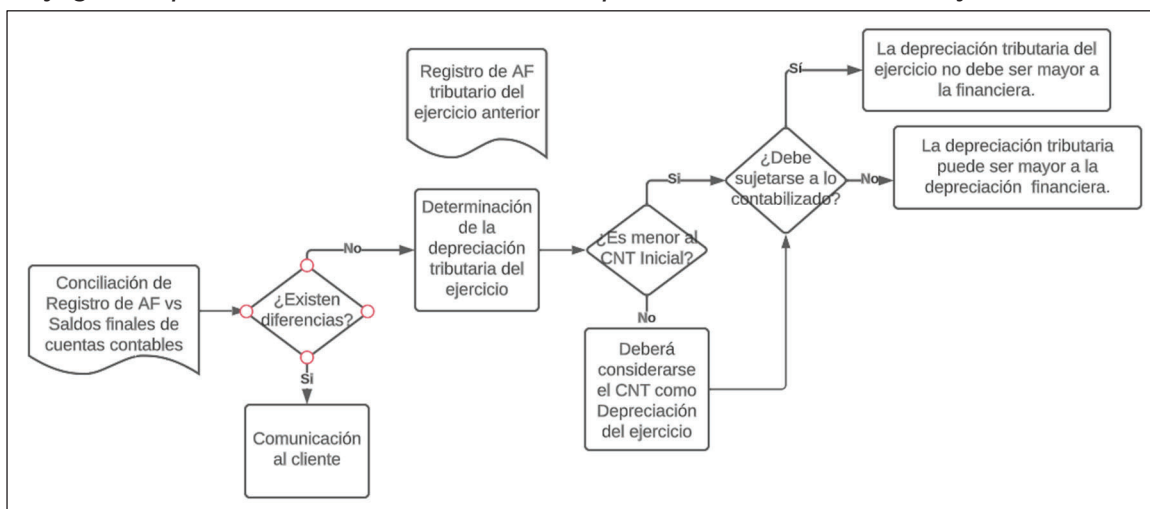 Registro de AF
tributario del
ejercicio anterior
La depreciación tributaria del
ejercicio no debe ser mayor a
la financiera.
Sí
¿Debe
sujetarse a lo
contabilizado?
No
La depreciación tributaria
puede ser mayor a la
depreciación financiera.
Conciliación de
Registro de AF vs
Saldos finales de
cuentas contables
¿Existen
diferencias?
No
Si
Comunicación
al cliente
Determinación
de la
depreciación
tributaria del
ejercicio
¿Es menor al
CNT Inicial?
Si
No
Deberá
considerarse
el CNT como
Depreciación
del ejercicio